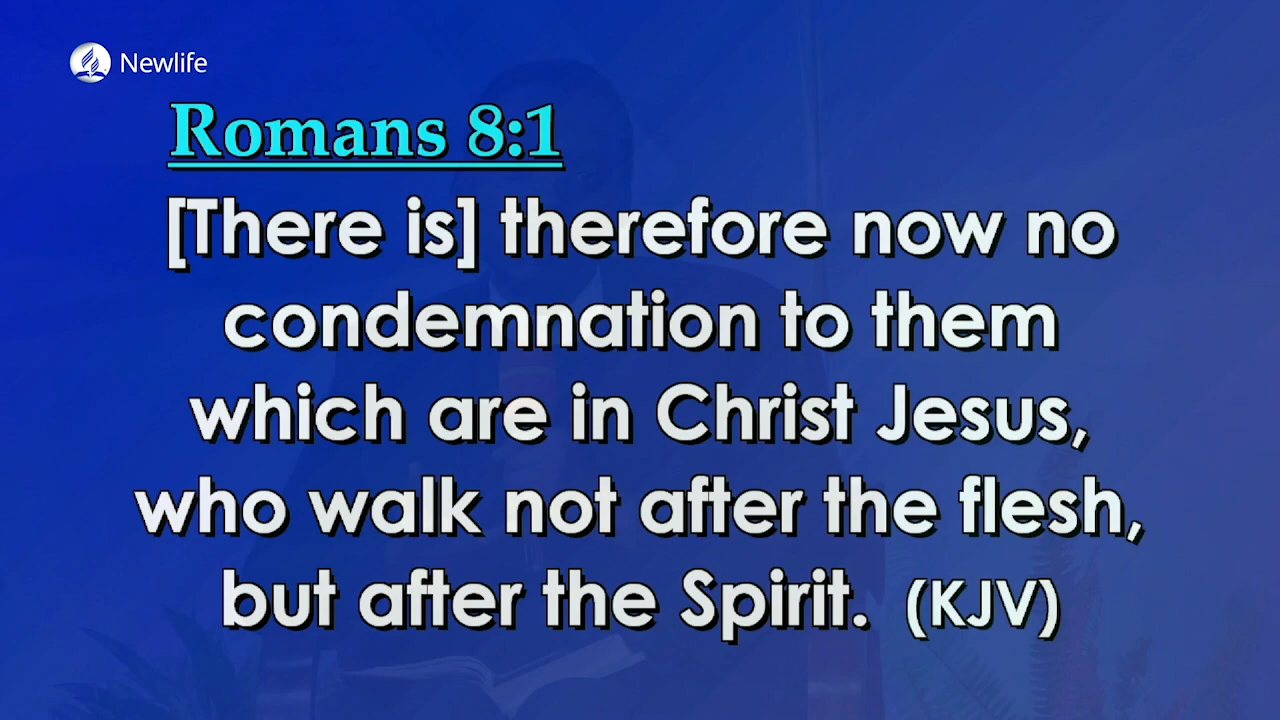 Newlife
Romans 8:1
[There is] therefore now no
condemnation to them
which are in Christ Jesus,
who walk not after the flesh,
but after the Spirit. (KJV)